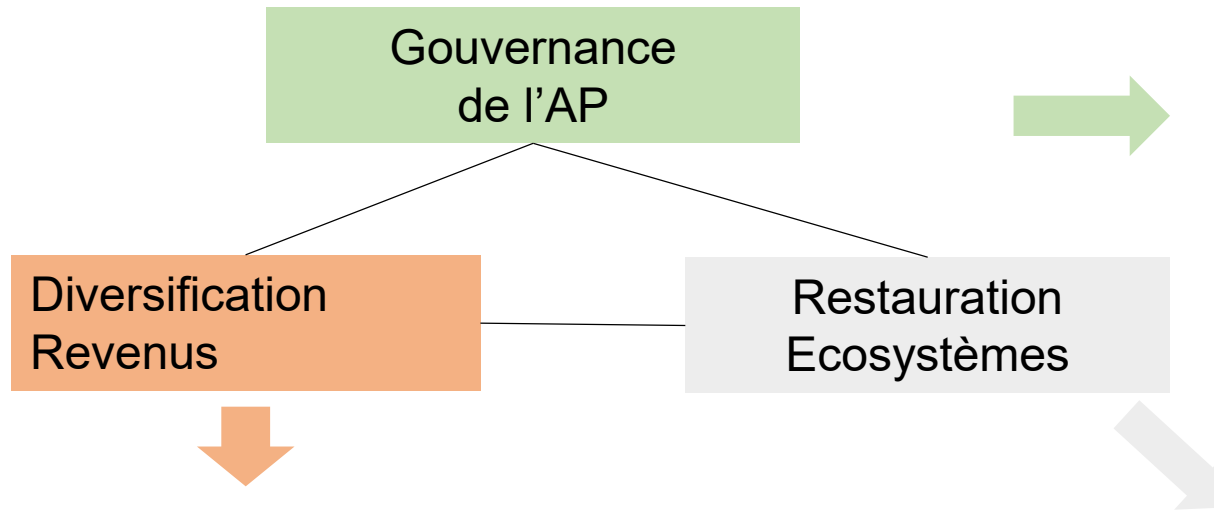 Gouvernance
de l’AP
Diversification
Revenus
Restauration
Ecosystèmes